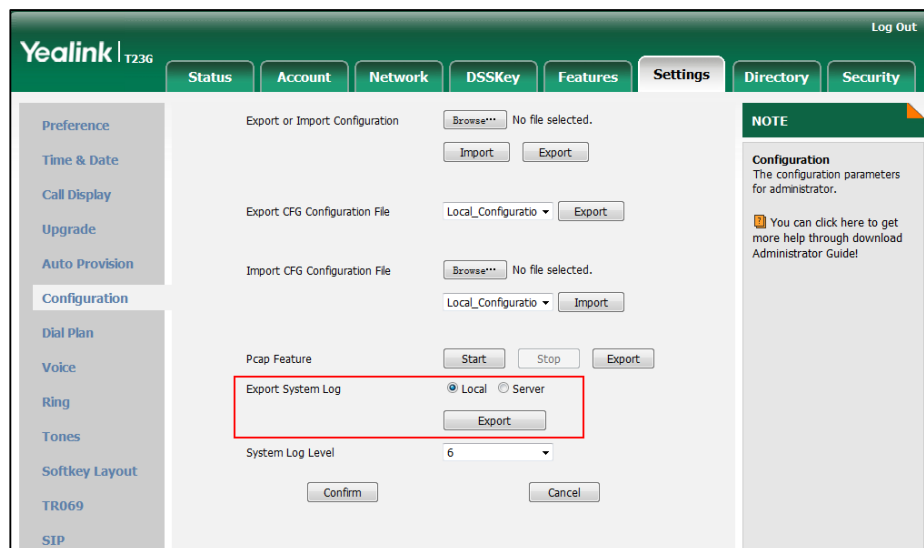 Log Out
Yealink T23G
Status Account Network DSSKey Features Settings Directory Security
Preference
Time & Date
Call Display
Upgrade
Auto Provision
Configuration
Dial Plan
Voice
Ring
Tones
Softkey Layout
TR069
SIP
Export or Import Configuration Browse... No file selected.
Import Export
Export CFG Configuration File Local_Configuratio Export
Import CFG Configuration File Browse... No file selected.
Local_Configuratio Import
Pcap Feature Start Stop Export
Export System Log Local Server
Export
System Log Level 6
Confirm Cancel
NOTE
Configuration
The configuration parameters
for administrator.
You can click here to get
more help through download
Administrator Guide!